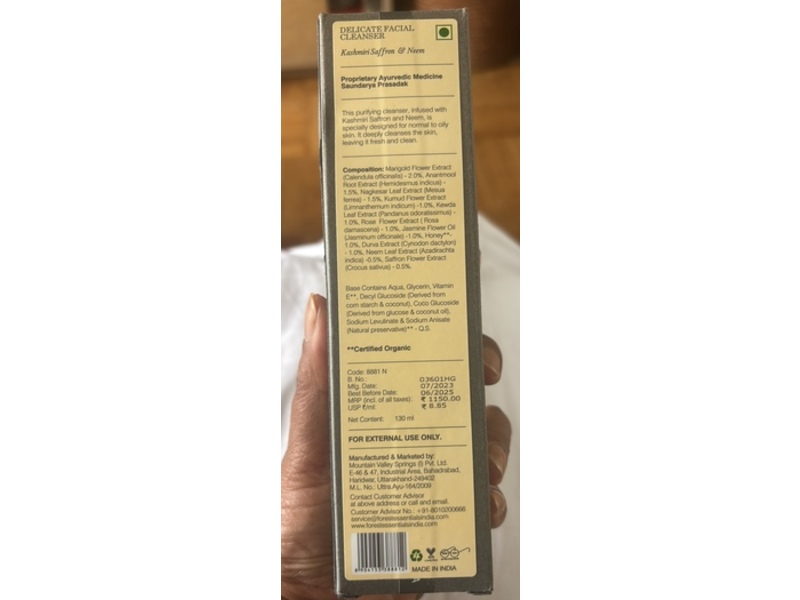 DELICATE FACIAL
CLEANSER
Kashmiri Saffron & Neem
Proprietary Ayurvedic Medicine
Saundarya Prasadak
This purifying cleanser, infused with
Kashmiri Saffron and Neem, is
specially designed for normal to oily
skin. It deeply cleanses the skin,
leaving it fresh and clean.
Composition: Marigold Flower Extract
(Calendula officinalis) - 2.0%, Anantmool
Root Extract (Hemidesmus indicus) -
1.5%, Nagkesar Leaf Extract (Mesua
ferrea) - 1.5%, Kumud Flower Extract
(Limnanthemum indicum) -1.0%, Kewda
Leaf Extract (Pandanus odoratissimus) -
1.0%, Rose Flower Extract ( Rosa
damascena) - 1.0%, Jasmine Flower Oil
(Jasminum officinale) -1.0%, Honey**-
1.0%, Durva Extract (Cynodon dactylon)
- 1.0%, Neem Leaf Extract (Azadirachta
indica) -0.5%, Saffron Flower Extract
(Crocus sativus) - 0.5%.
Base Contains Aqua, Glycerin, Vitamin
E**, Decyl Glucoside (Derived from
corn starch & coconut), Coco Glucoside
(Derived from glucose & coconut oil),
Sodium Levulinate & Sodium Anisate
(Natural preservative)** - Q.S.
**Certified Organic
Code: 8881 N
B. No.: 03601HG
Mfg. Date: 07/2023
Best Before Date: 06/2025
MRP (incl. of all taxes): ₹ 1150.00
USP ₹/ml ₹ 8.85
Net Content: 130 ml
FOR EXTERNAL USE ONLY.
Manufactured & Marketed by:
Mountain Valley Springs (I) Pvt. Ltd.
E-46 & 47, Industrial Area, Bahadrabad,
Haridwar, Uttarakhand-249402
M.L. No.: Uttra.Ayu-164/2009
Contact Customer Advisor
at above address or call and email.
Customer Advisor No.: +91-8010200666
service@forestessentialsindia.com
www.forestessentialsindia.com
MADE IN INDIA